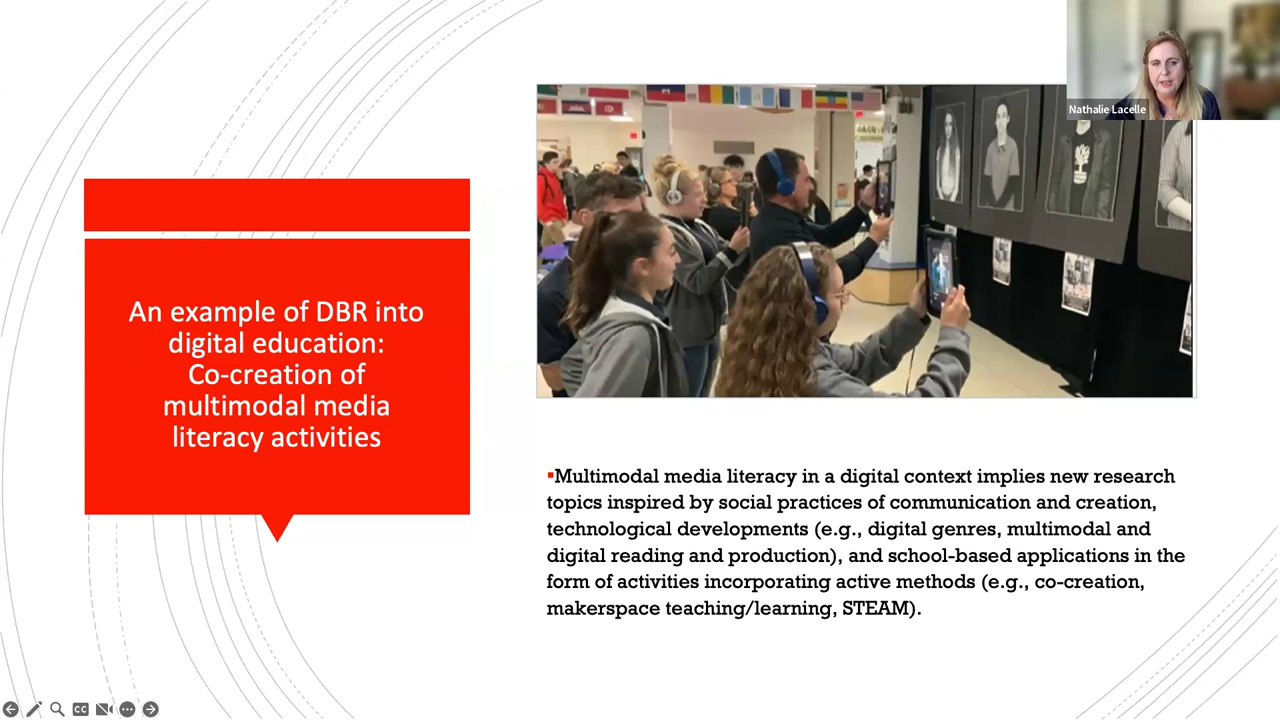 Nathalie Lacelle
An example of DBR into
digital education:
Co-creation of
multimodal media
literacy activities
▪Multimodal media literacy in a digital context implies new research
topics inspired by social practices of communication and creation,
technological developments (e.g., digital genres, multimodal and
digital reading and production), and school-based applications in the
form of activities incorporating active methods (e.g., co-creation,
makerspace teaching/learning, STEAM).
CC